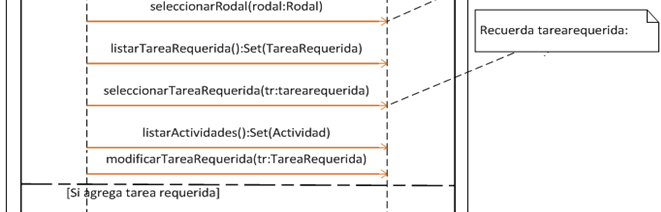 seleccionarRodal(rodal:Rodal)
Recuerda tarearequerida:
listarTareaRequerida():Set(TareaRequerida)
seleccionarTareaRequerida(tr:tarearequerida)
listarActividades():Set(Actividad)
modificarTareaRequerida(tr:TareaRequerida)
[Si agrega tarea requerida]